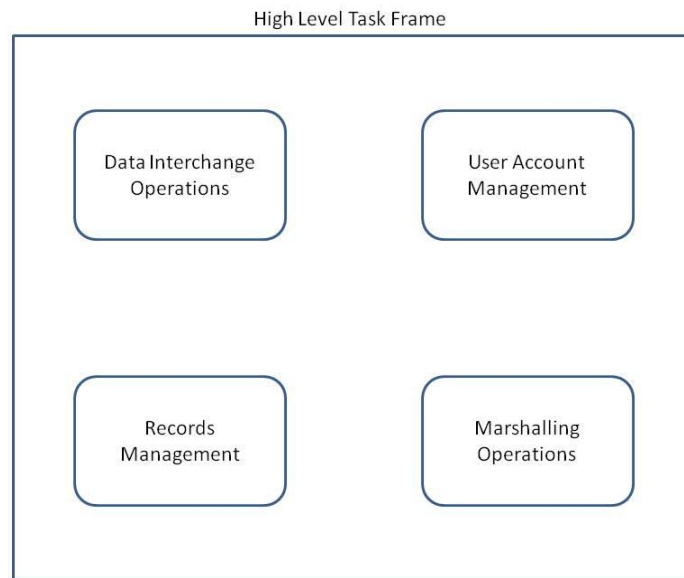 High Level Task Frame
Data Interchange
Operations
User Account
Management
Records
Management
Marshalling
Operations